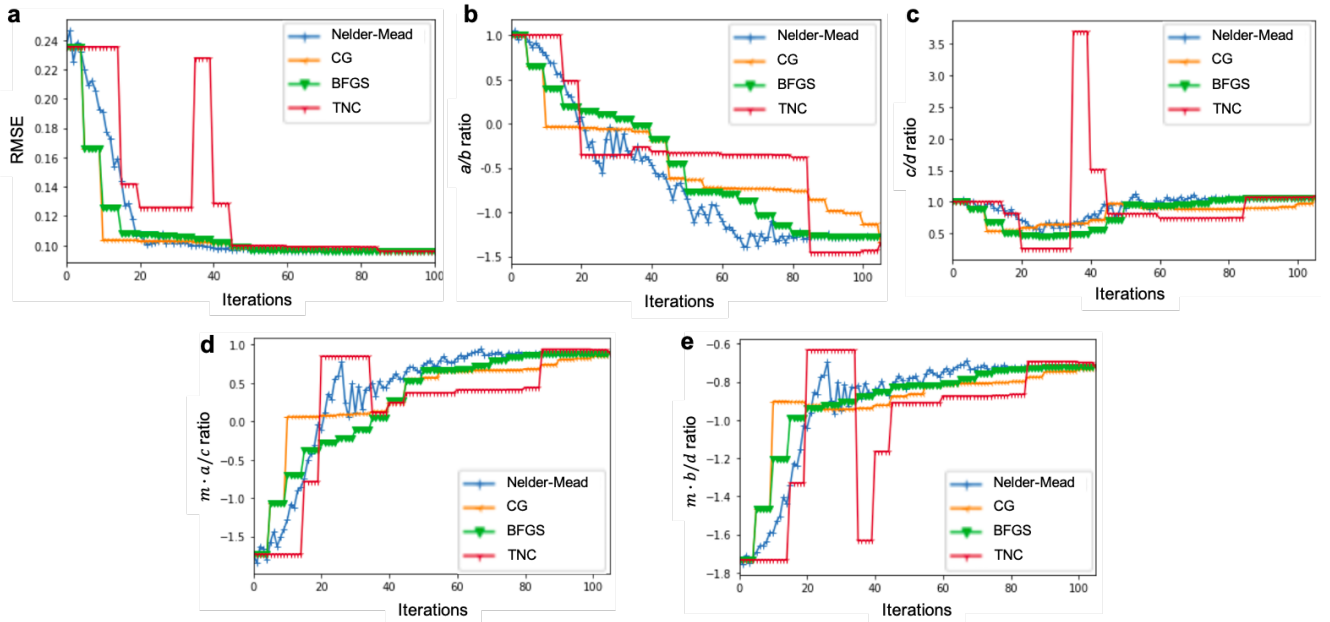 a
RMSE
0.24
0.22
0.20
0.18
0.16
0.14
0.12
0.10
0 20 40 60 80 100
Iterations
Nelder-Mead
CG
BFGS
TNC
b
a/b ratio
1.0
0.5
0.0
−0.5
−1.0
−1.5
0 20 40 60 80 100
Iterations
Nelder-Mead
CG
BFGS
TNC
c
c/d ratio
3.5
3.0
2.5
2.0
1.5
1.0
0.5
0 20 40 60 80 100
Iterations
Nelder-Mead
CG
BFGS
TNC
d
m · a/c ratio
1.0
0.5
0.0
−0.5
−1.0
−1.5
0 20 40 60 80 100
Iterations
Nelder-Mead
CG
BFGS
TNC
e
m · b/d ratio
−0.6
−0.8
−1.0
−1.2
−1.4
−1.6
−1.8
0 20 40 60 80 100
Iterations
Nelder-Mead
CG
BFGS
TNC